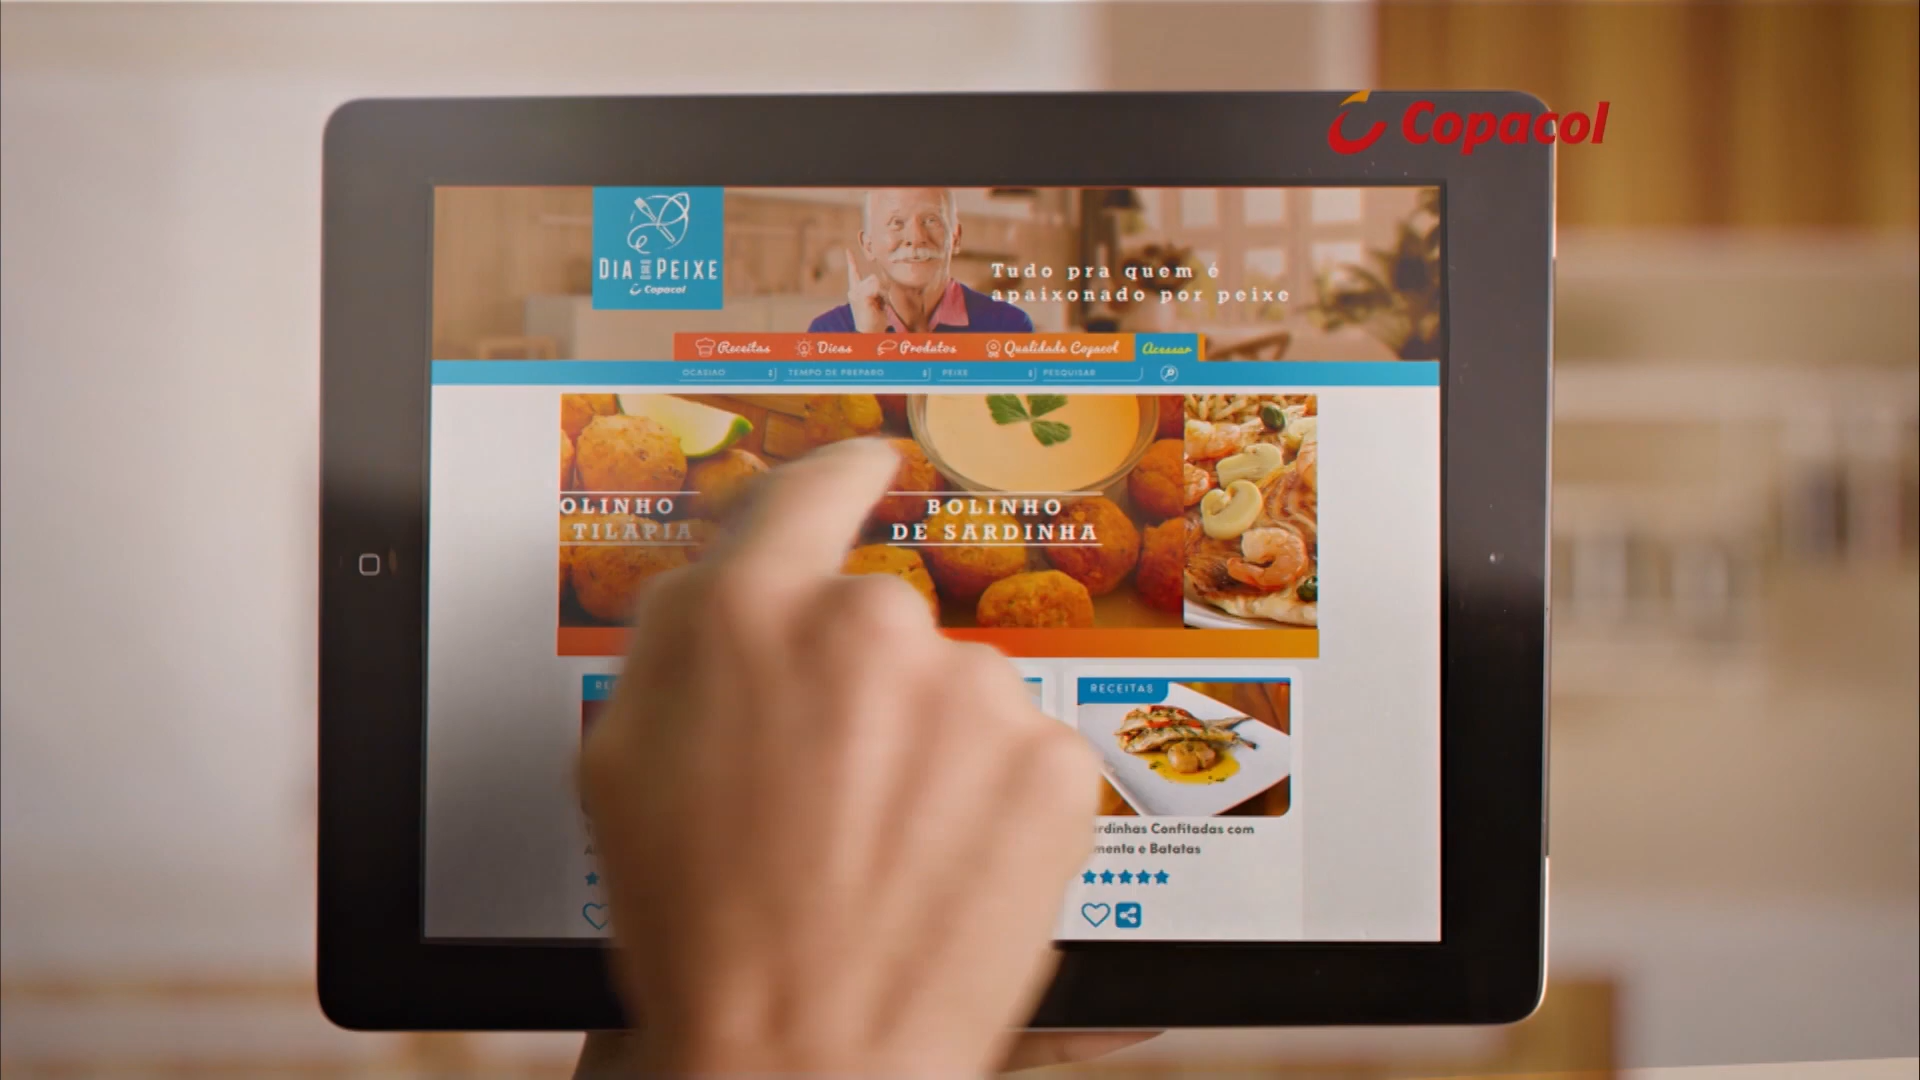 Copacol
DIA DE PEIXE
Copacol
Tudo pra quem é
apaixonado por peixe
Receitas Dicas Produtos Qualidade Copacol Acessar
OCASIÃO TEMPO DE PREPARO PEIXE PESQUISAR
OLINHO
TILÁPIA
BOLINHO
DE SARDINHA
RECEITAS
rdinhas Confitadas com
menta e Batatas